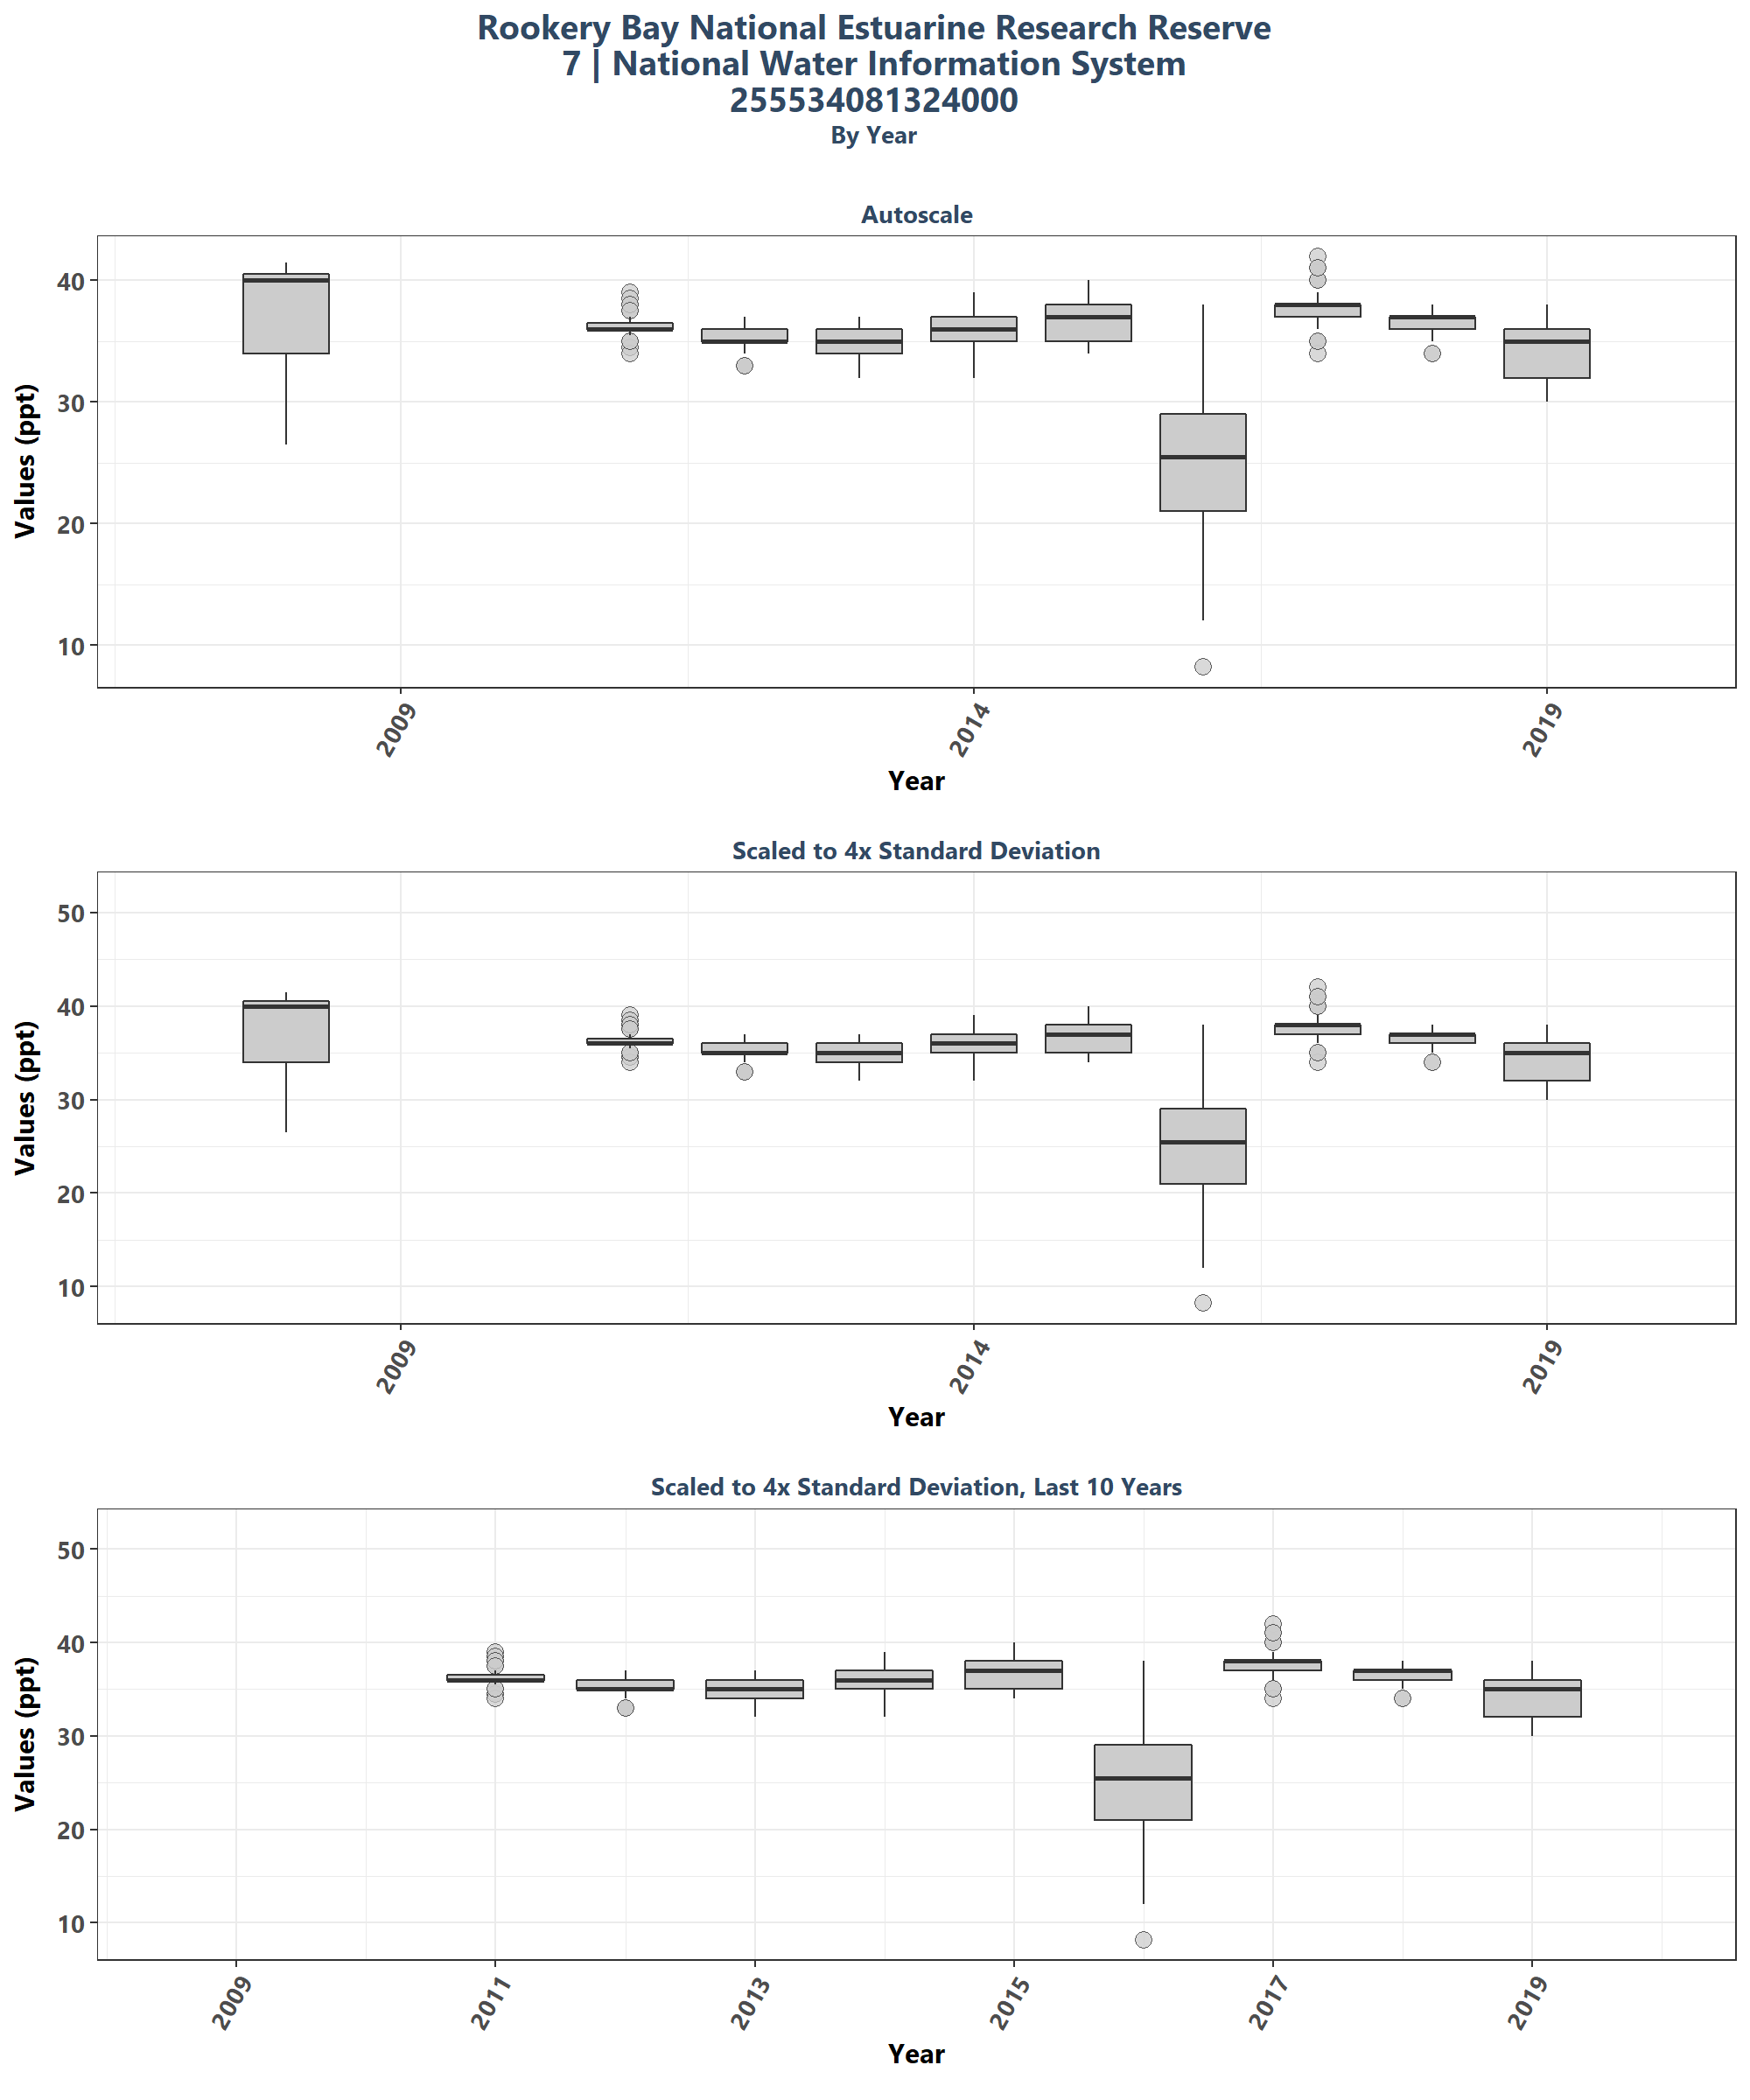 Rookery Bay National Estuarine Research Reserve
7 | National Water Information System
255534081324000
By Year
Autoscale
Values (ppt)
40
30
20
10
2009
2014
2019
Year
Scaled to 4x Standard Deviation
Values (ppt)
50
40
30
20
10
2009
2014
2019
Year
Scaled to 4x Standard Deviation, Last 10 Years
Values (ppt)
50
40
30
20
10
2009
2011
2013
2015
2017
2019
Year